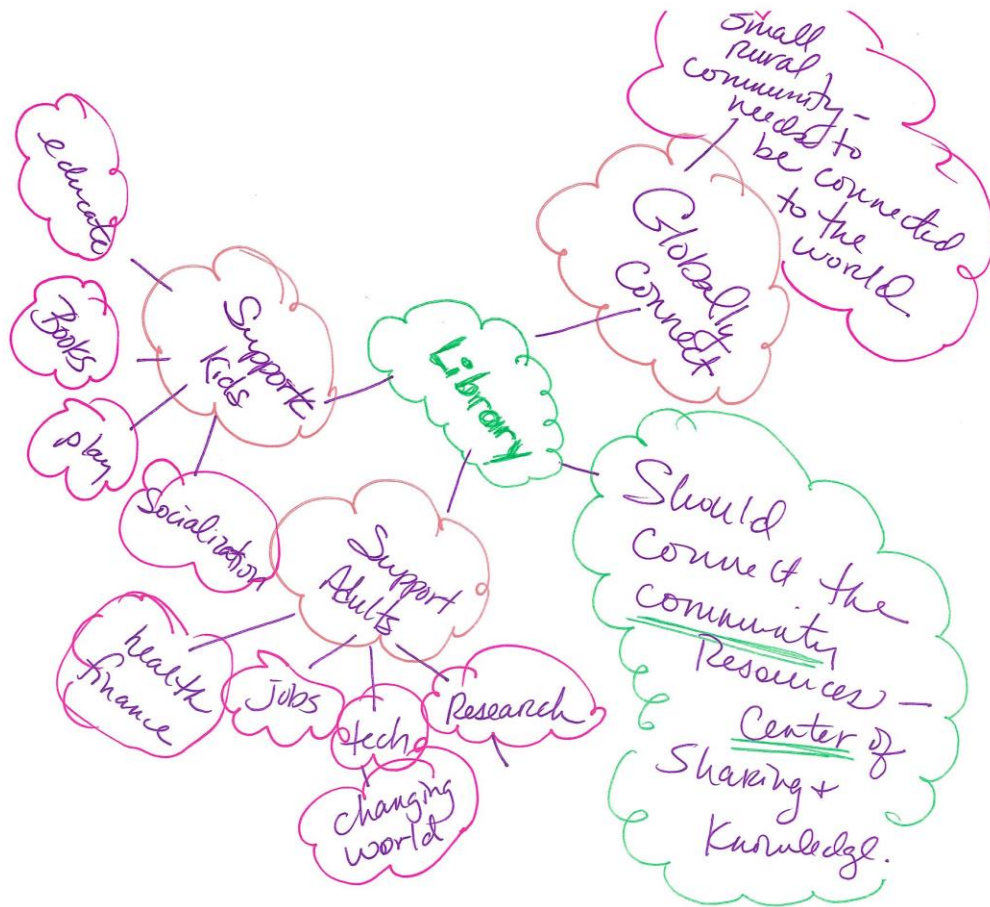 Small
rural
community -
needs to
be connected
to the
world
Globally
Connect
Library
educate
Books
play
Support
Kids
Socialization
Support
Adults
health
finance
Jobs
tech
changing
world
Research
Should
Connect the
community
Resources -
Center of
Sharing +
Knowledge.